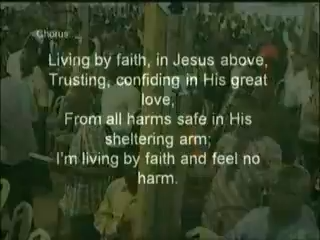 Chorus
Living by faith, in Jesus above,
Trusting, confiding in His great
love,
From all harms safe in His
sheltering arm;
I'm living by faith and feel no
harm.